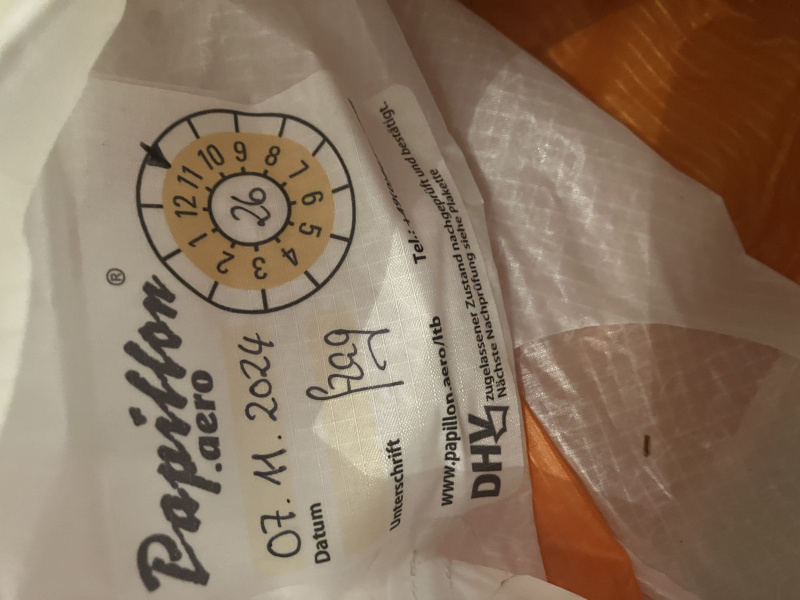 Papillon®
.aero
07. 11. 2024
Datum
Unterschrift
12 11 10 9 8 7 6 5 4 3 2 1
26
www.papillon.aero/ltb
Tel.:
DHV
zugelassener Zustand nachgeprüft und bestätigt.
Nächste Nachprüfung siehe Plakette